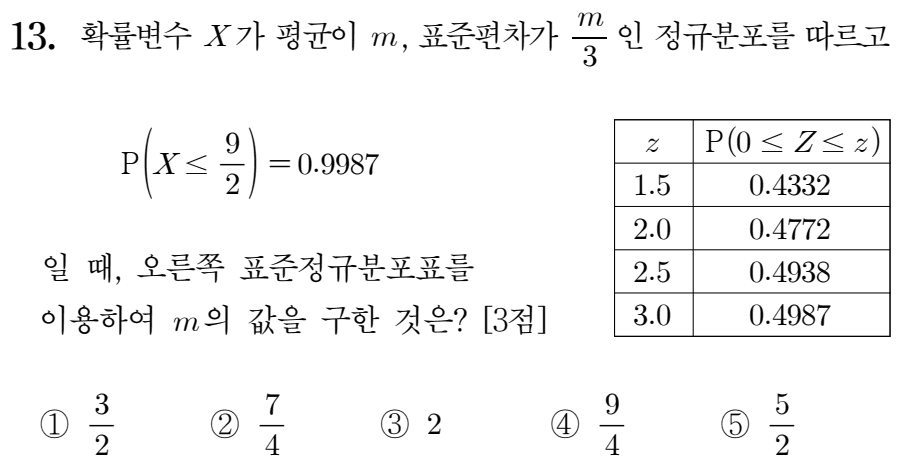 13. 확률변수 X가 평균이 m, 표준편차가 m/3 인 정규분포를 따르고
P(X ≤ 9/2) = 0.9987
일 때, 오른쪽 표준정규분포표를
이용하여 m의 값을 구한 것은? [3점]
z P(0 ≤ Z ≤ z)
1.5 0.4332
2.0 0.4772
2.5 0.4938
3.0 0.4987
① 3/2 ② 7/4 ③ 2 ④ 9/4 ⑤ 5/2